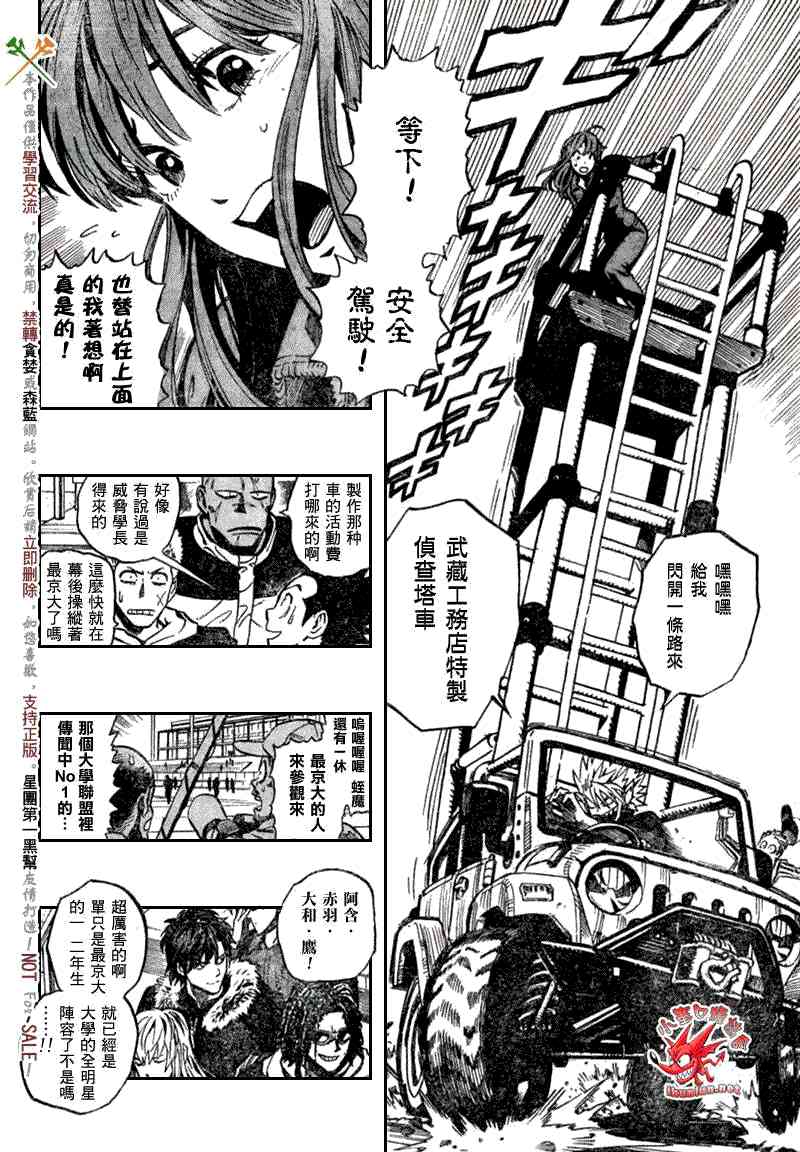 ギギャギャギギギ
嘿嘿嘿
給我
閃開一條路來
武藏工務店特製
偵查塔車
等下！
安全
駕駛！
也替站在上面
的我著想啊
真是的！
製作那种
車的活動費
打哪來的啊
好像
有說過是
威脅學長
得來的
這麼快就在
幕後操縱著
最京大了嗎
嗚喔喔喔 蛭魔
還有一休
最京大的人
來參觀來
那個大學聯盟裡
傳聞中No1的…
阿含．
赤羽．
大和．鷹！
超厲害的啊
單只是最京大
的一 二年生
就已經是
大學的全明星
陣容了不是嗎
……!!
本作品僅供學習交流，切勿商用，禁轉貪婪或森藍網站。欣賞后請立即刪除，如您喜歡，支持正版。星團第一黑幫友情打造—NOT For SALE—